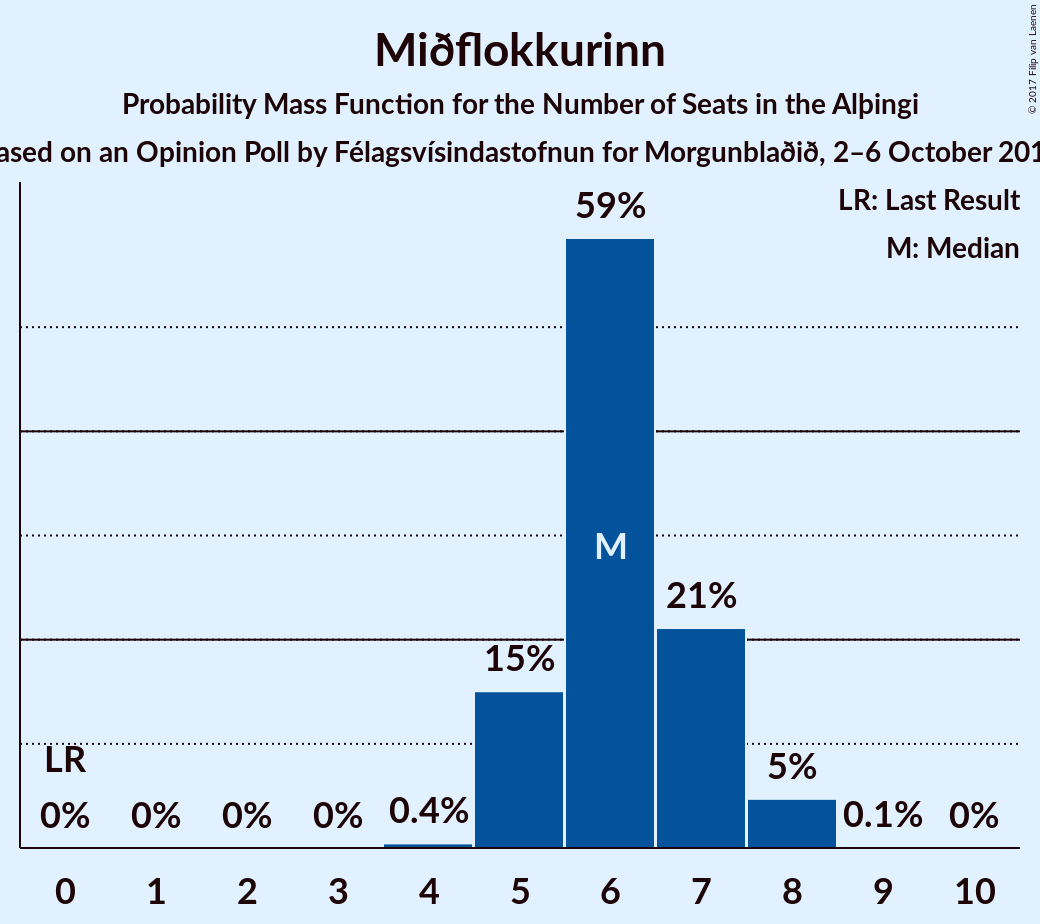 Miðflokkurinn
Probability Mass Function for the Number of Seats in the Alþingi
ased on an Opinion Poll by Félagsvísindastofnun for Morgunblaðið, 2–6 October 201
© 2017 Filip van Laenen
LR: Last Result
M: Median
59%
M
21%
15%
LR
5%
0% 0% 0% 0% 0.4% 0.1% 0%
0 1 2 3 4 5 6 7 8 9 10